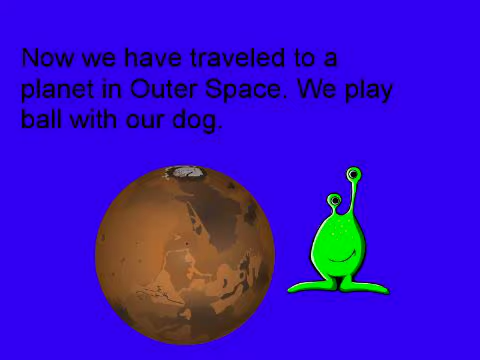 Now we have traveled to a
planet in Outer Space. We play
ball with our dog.